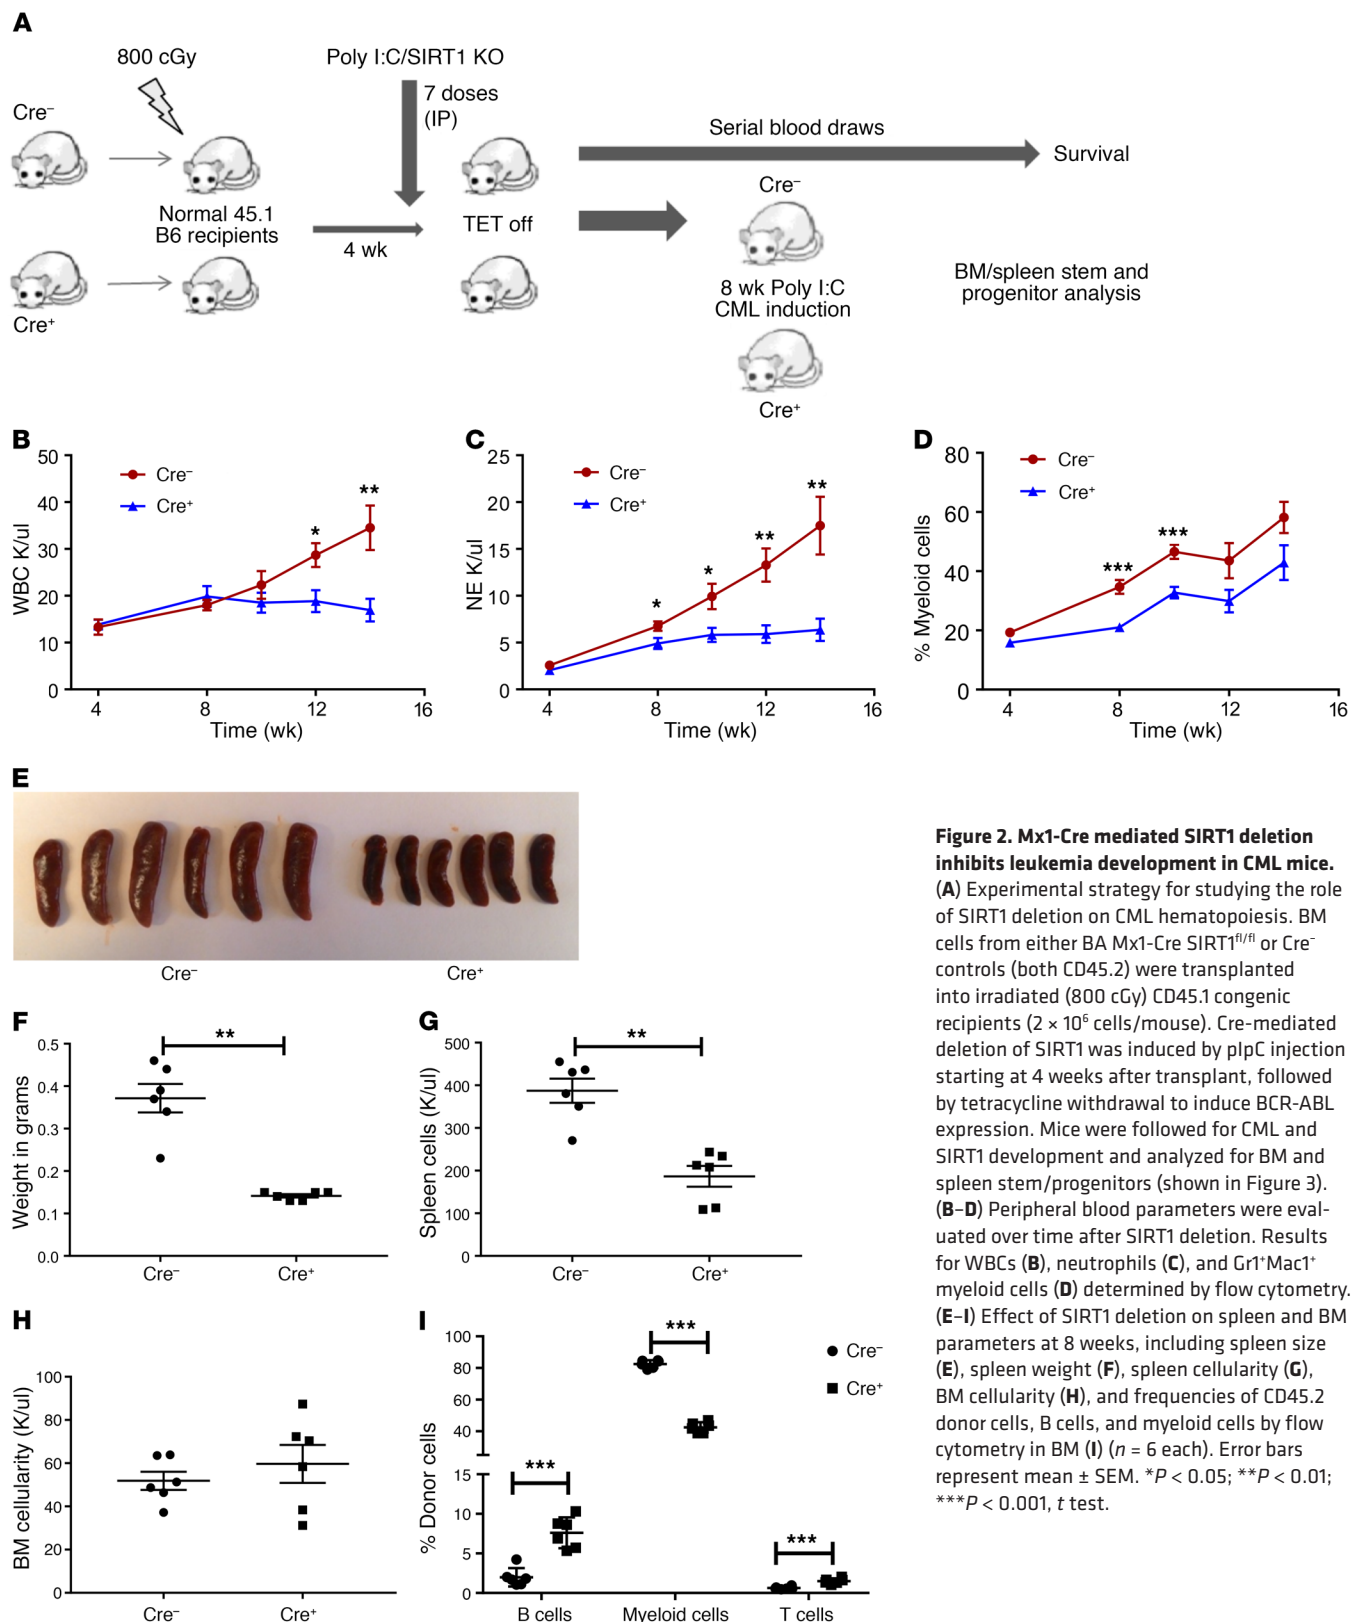 A
800 cGy
Poly I:C/SIRT1 KO
7 doses
(IP)
Cre⁻
Serial blood draws
Survival
Cre⁻
Normal 45.1
B6 recipients
4 wk
TET off
8 wk Poly I:C
CML induction
BM/spleen stem and
progenitor analysis
Cre⁺
Cre⁺
B
50
40
30
20
10
0
WBC K/ul
Cre⁻
Cre⁺
*
**
4
8
12
16
Time (wk)
C
25
20
15
10
5
0
NE K/ul
Cre⁻
Cre⁺
*
*
**
**
4
8
12
16
Time (wk)
D
80
60
40
20
0
% Myeloid cells
Cre⁻
Cre⁺
***
***
4
8
12
16
Time (wk)
E
Cre⁻
Cre⁺
F
**
0.5
0.4
0.3
0.2
0.1
0.0
Weight in grams
Cre⁻
Cre⁺
G
**
500
400
300
200
100
0
Spleen cells (K/ul)
Cre⁻
Cre⁺
H
100
80
60
40
20
0
BM cellularity (K/ul)
Cre⁻
Cre⁺
I
100
80
60
40
15
10
5
0
% Donor cells
***
***
***
Cre⁻
Cre⁺
B cells
Myeloid cells
T cells
Figure 2. Mx1-Cre mediated SIRT1 deletion
inhibits leukemia development in CML mice.
(A) Experimental strategy for studying the role
of SIRT1 deletion on CML hematopoiesis. BM
cells from either BA Mx1-Cre SIRT1ᶠˡ/ᶠˡ or Cre⁻
controls (both CD45.2) were transplanted
into irradiated (800 cGy) CD45.1 congenic
recipients (2 × 10⁶ cells/mouse). Cre-mediated
deletion of SIRT1 was induced by pIpC injection
starting at 4 weeks after transplant, followed
by tetracycline withdrawal to induce BCR-ABL
expression. Mice were followed for CML and
SIRT1 development and analyzed for BM and
spleen stem/progenitors (shown in Figure 3).
(B–D) Peripheral blood parameters were eval-
uated over time after SIRT1 deletion. Results
for WBCs (B), neutrophils (C), and Gr1⁺Mac1⁺
myeloid cells (D) determined by flow cytometry.
(E–I) Effect of SIRT1 deletion on spleen and BM
parameters at 8 weeks, including spleen size
(E), spleen weight (F), spleen cellularity (G),
BM cellularity (H), and frequencies of CD45.2
donor cells, B cells, and myeloid cells by flow
cytometry in BM (I) (n = 6 each). Error bars
represent mean ± SEM. *P < 0.05; **P < 0.01;
***P < 0.001, t test.